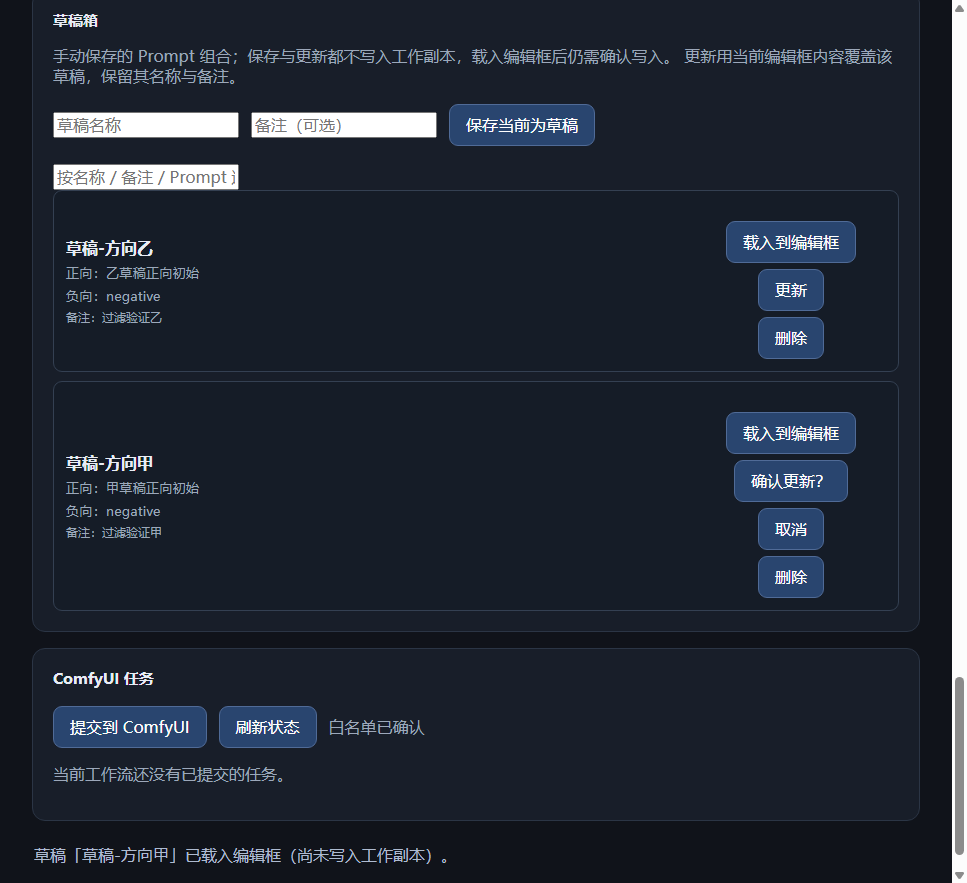 草稿箱
手动保存的 Prompt 组合；保存与更新都不写入工作副本，载入编辑框后仍需确认写入。 更新用当前编辑框内容覆盖该
草稿，保留其名称与备注。
草稿名称 备注（可选） 保存当前为草稿
按名称 / 备注 / Prompt
草稿-方向乙
正向：乙草稿正向初始
负向：negative
备注：过滤验证乙
载入到编辑框
更新
删除
草稿-方向甲
正向：甲草稿正向初始
负向：negative
备注：过滤验证甲
载入到编辑框
确认更新？
取消
删除
ComfyUI 任务
提交到 ComfyUI 刷新状态 白名单已确认
当前工作流还没有已提交的任务。
草稿「草稿-方向甲」已载入编辑框（尚未写入工作副本）。